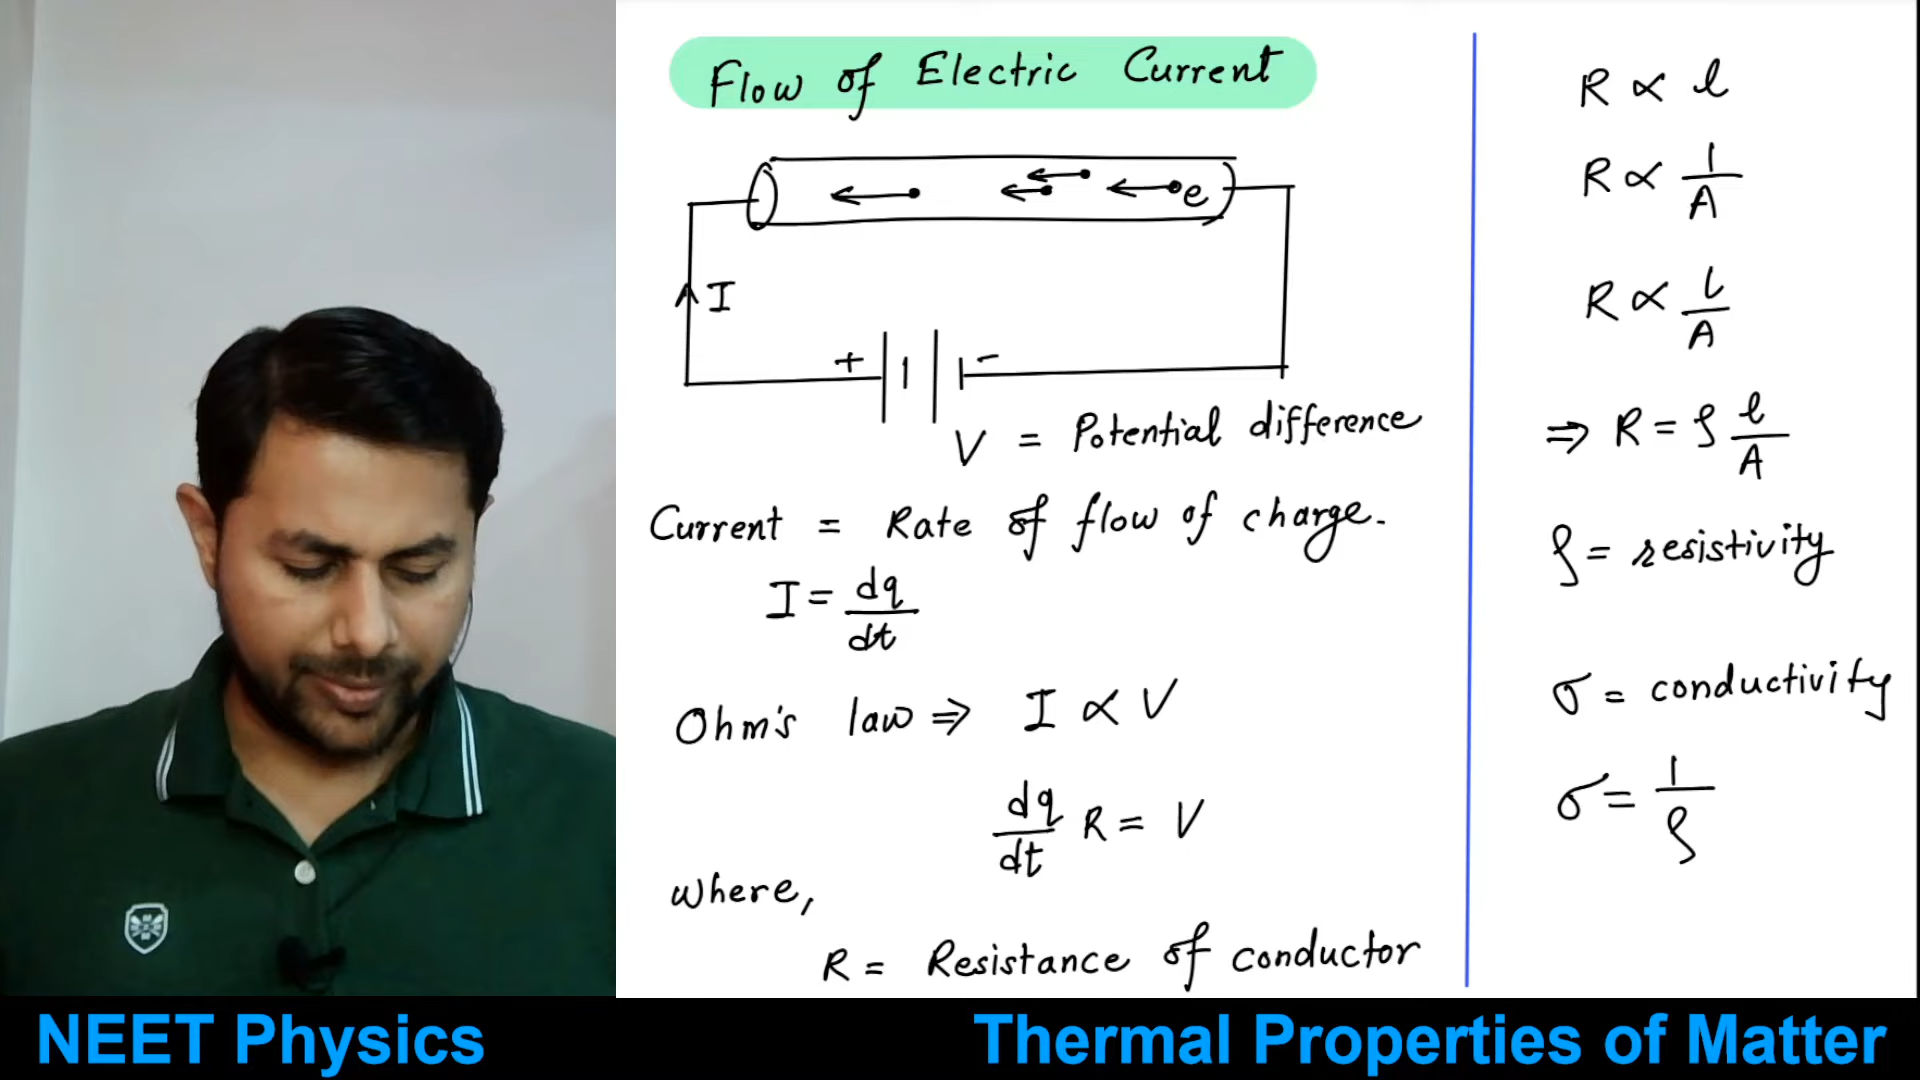 Flow of Electric Current
e
I
+ -
V = Potential difference
Current = Rate of flow of charge.
I = dq/dt
Ohm's law ⇒ I ∝ V
dq/dt R = V
where,
R = Resistance of conductor
R ∝ l
R ∝ 1/A
R ∝ l/A
⇒ R = ρ l/A
ρ = resistivity
σ = conductivity
σ = 1/ρ
NEET Physics
Thermal Properties of Matter